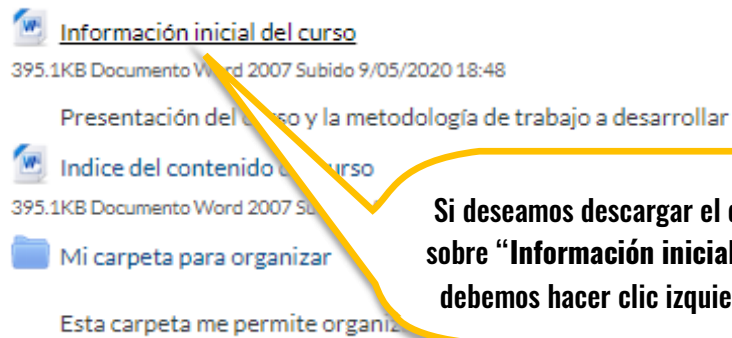 Información inicial del curso
395.1KB Documento Word 2007 Subido 9/05/2020 18:48
Presentación del curso y la metodología de trabajo a desarrollar
Indice del contenido curso
395.1KB Documento Word 2007
Mi carpeta para organizar
Esta carpeta me permite
Si deseamos descargar el
sobre “Información inicial
debemos hacer clic